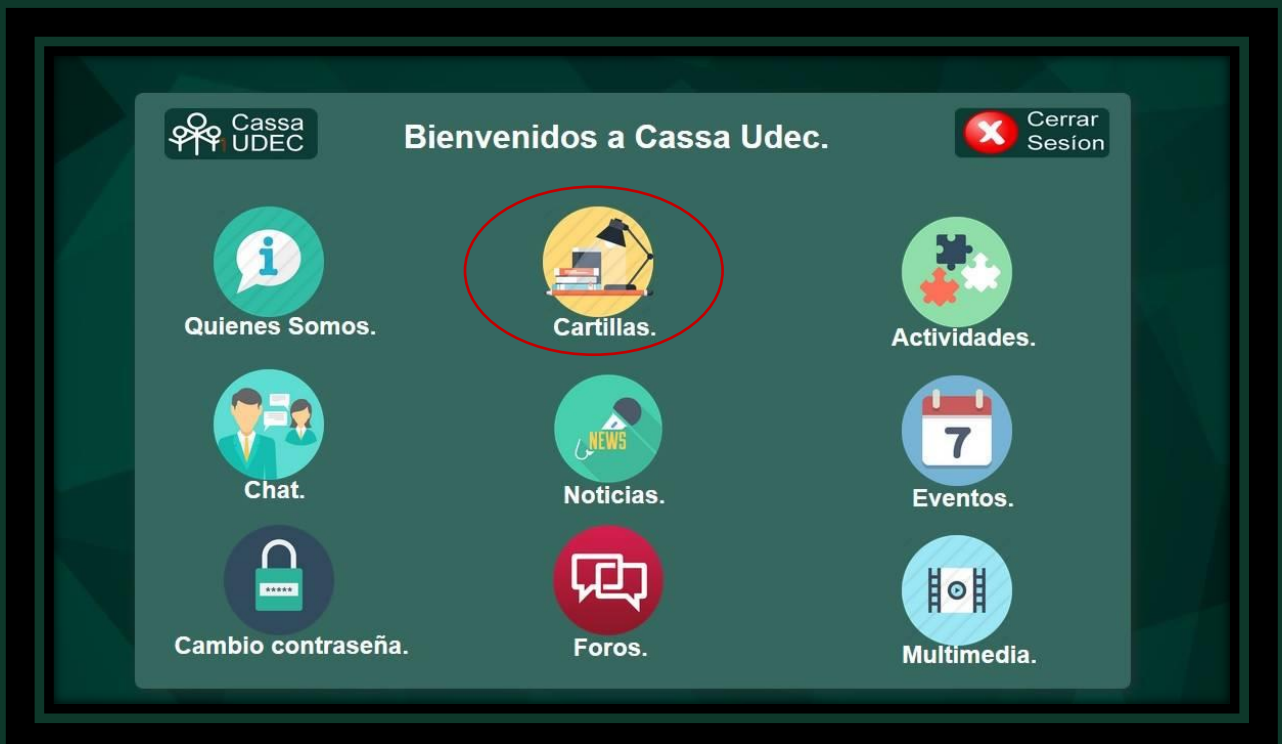 Cassa
UDEC
Bienvenidos a Cassa Udec.
Cerrar
Sesíon
Quienes Somos.
Cartillas.
Actividades.
Chat.
NEWS
Noticias.
7
Eventos.
*****
Cambio contraseña.
Foros.
Multimedia.